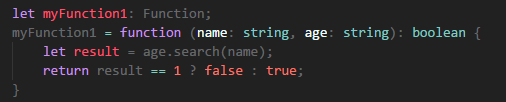 let myFunction1: Function;
myFunction1 = function (name: string, age: string): boolean {
    let result = age.search(name);
    return result == 1 ? false : true;
}